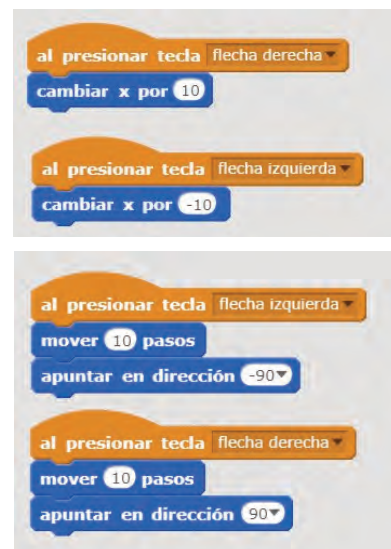 al presionar tecla flecha derecha
cambiar x por 10
al presionar tecla flecha izquierda
cambiar x por -10
al presionar tecla flecha izquierda
mover 10 pasos
apuntar en dirección -90
al presionar tecla flecha derecha
mover 10 pasos
apuntar en dirección 90